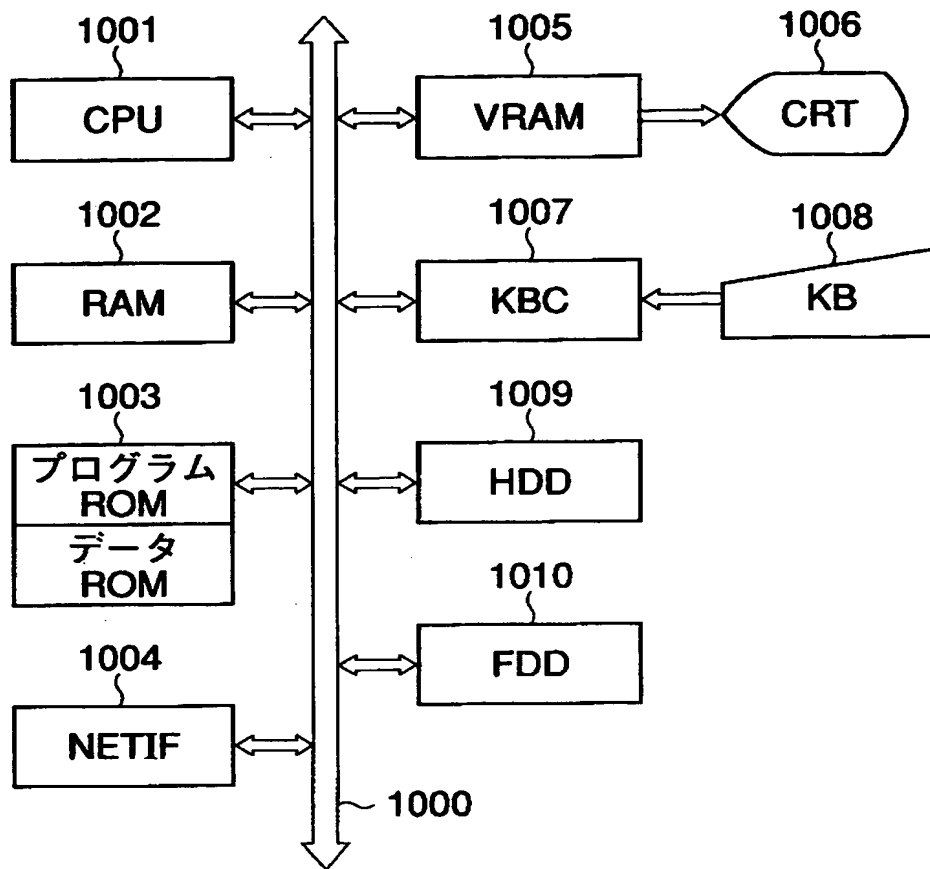 1001
CPU
1005
VRAM
1006
CRT
1002
RAM
1007
KBC
1008
KB
1003
プログラム
ROM
データ
ROM
1009
HDD
1010
FDD
1004
NETIF
1000